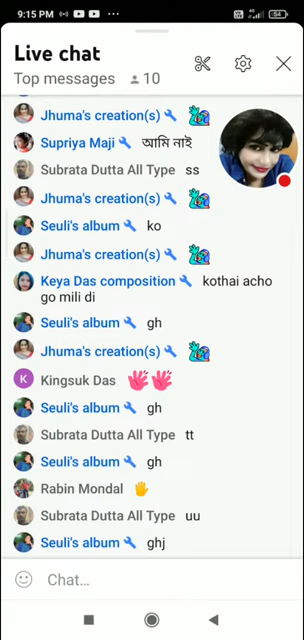 9:15 PM
Live chat
Top messages 10
Jhuma's creation(s)
Supriya Maji আমি নাই
Subrata Dutta All Type ss
Jhuma's creation(s)
Seuli's album ko
Jhuma's creation(s)
Keya Das composition kothai acho
go mili di
Seuli's album gh
Jhuma's creation(s)
K Kingsuk Das
Seuli's album gh
Subrata Dutta All Type tt
Seuli's album gh
Rabin Mondal
Subrata Dutta All Type uu
Seuli's album ghj
Chat...